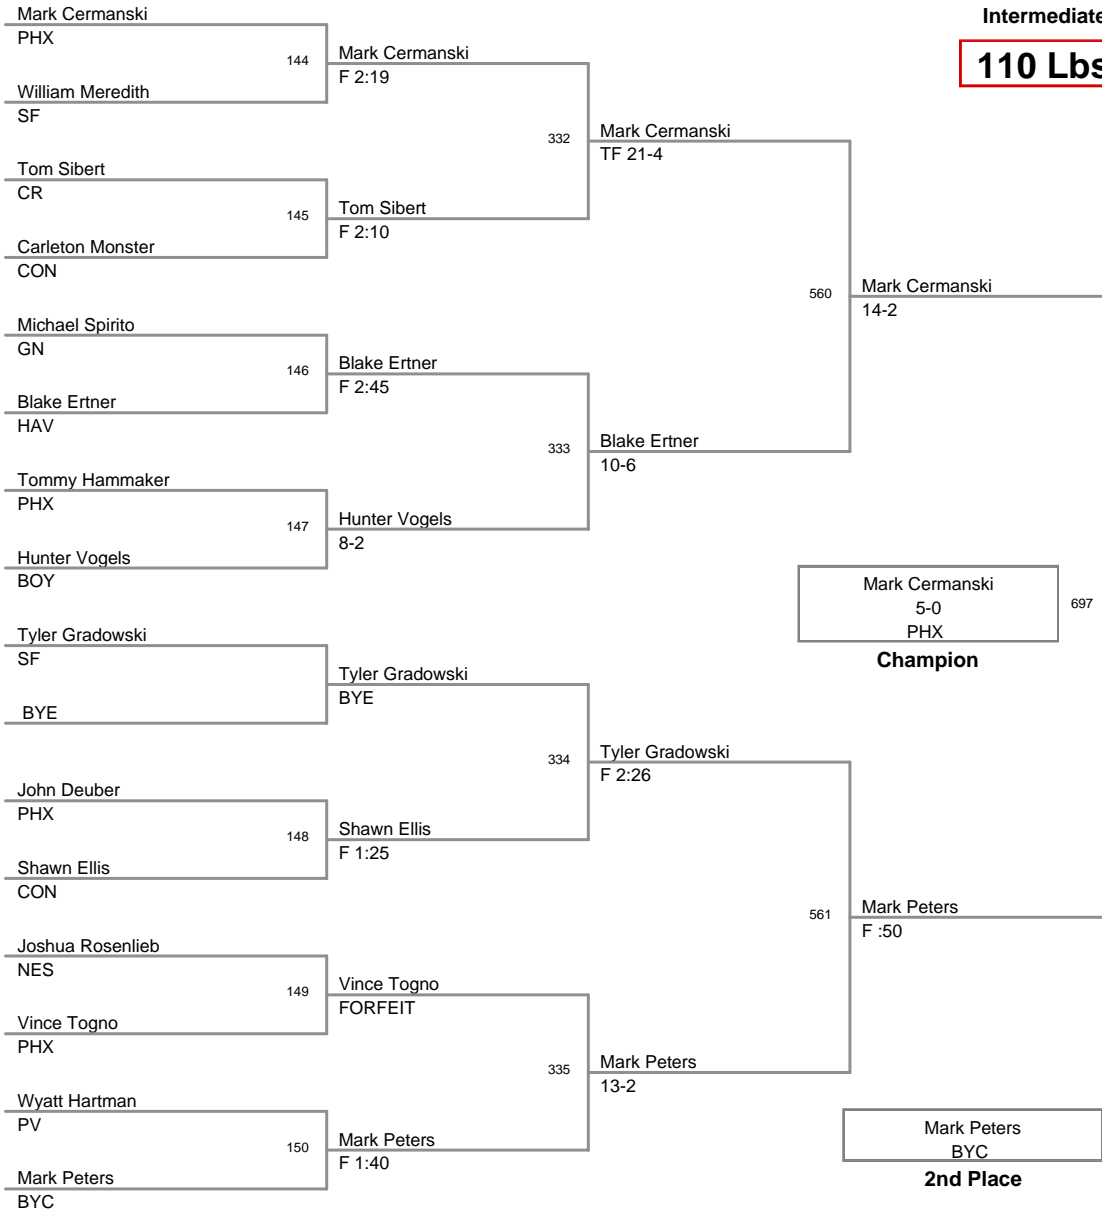 Mark Cermanski
PHX
144
William Meredith
SF
Tom Sibert
CR
145
Carleton Monster
CON
Michael Spirito
GN
146
Blake Ertner
HAV
Tommy Hammaker
PHX
147
Hunter Vogels
BOY
Tyler Gradowski
SF
BYE
John Deuber
PHX
148
Shawn Ellis
CON
Joshua Rosenlieb
NES
149
Vince Togno
PHX
Wyatt Hartman
PV
150
Mark Peters
BYC
Mark Cermanski
F 2:19
332
Tom Sibert
F 2:10
Blake Ertner
F 2:45
333
Hunter Vogels
8-2
Tyler Gradowski
BYE
334
Shawn Ellis
F 1:25
Vince Togno
FORFEIT
335
Mark Peters
F 1:40
Mark Cermanski
TF 21-4
560
Blake Ertner
10-6
Tyler Gradowski
F 2:26
561
Mark Peters
13-2
Intermediate
110 Lbs
Mark Cermanski
14-2
Mark Cermanski
5-0
PHX
697
Champion
Mark Peters
F :50
Mark Peters
BYC
2nd Place